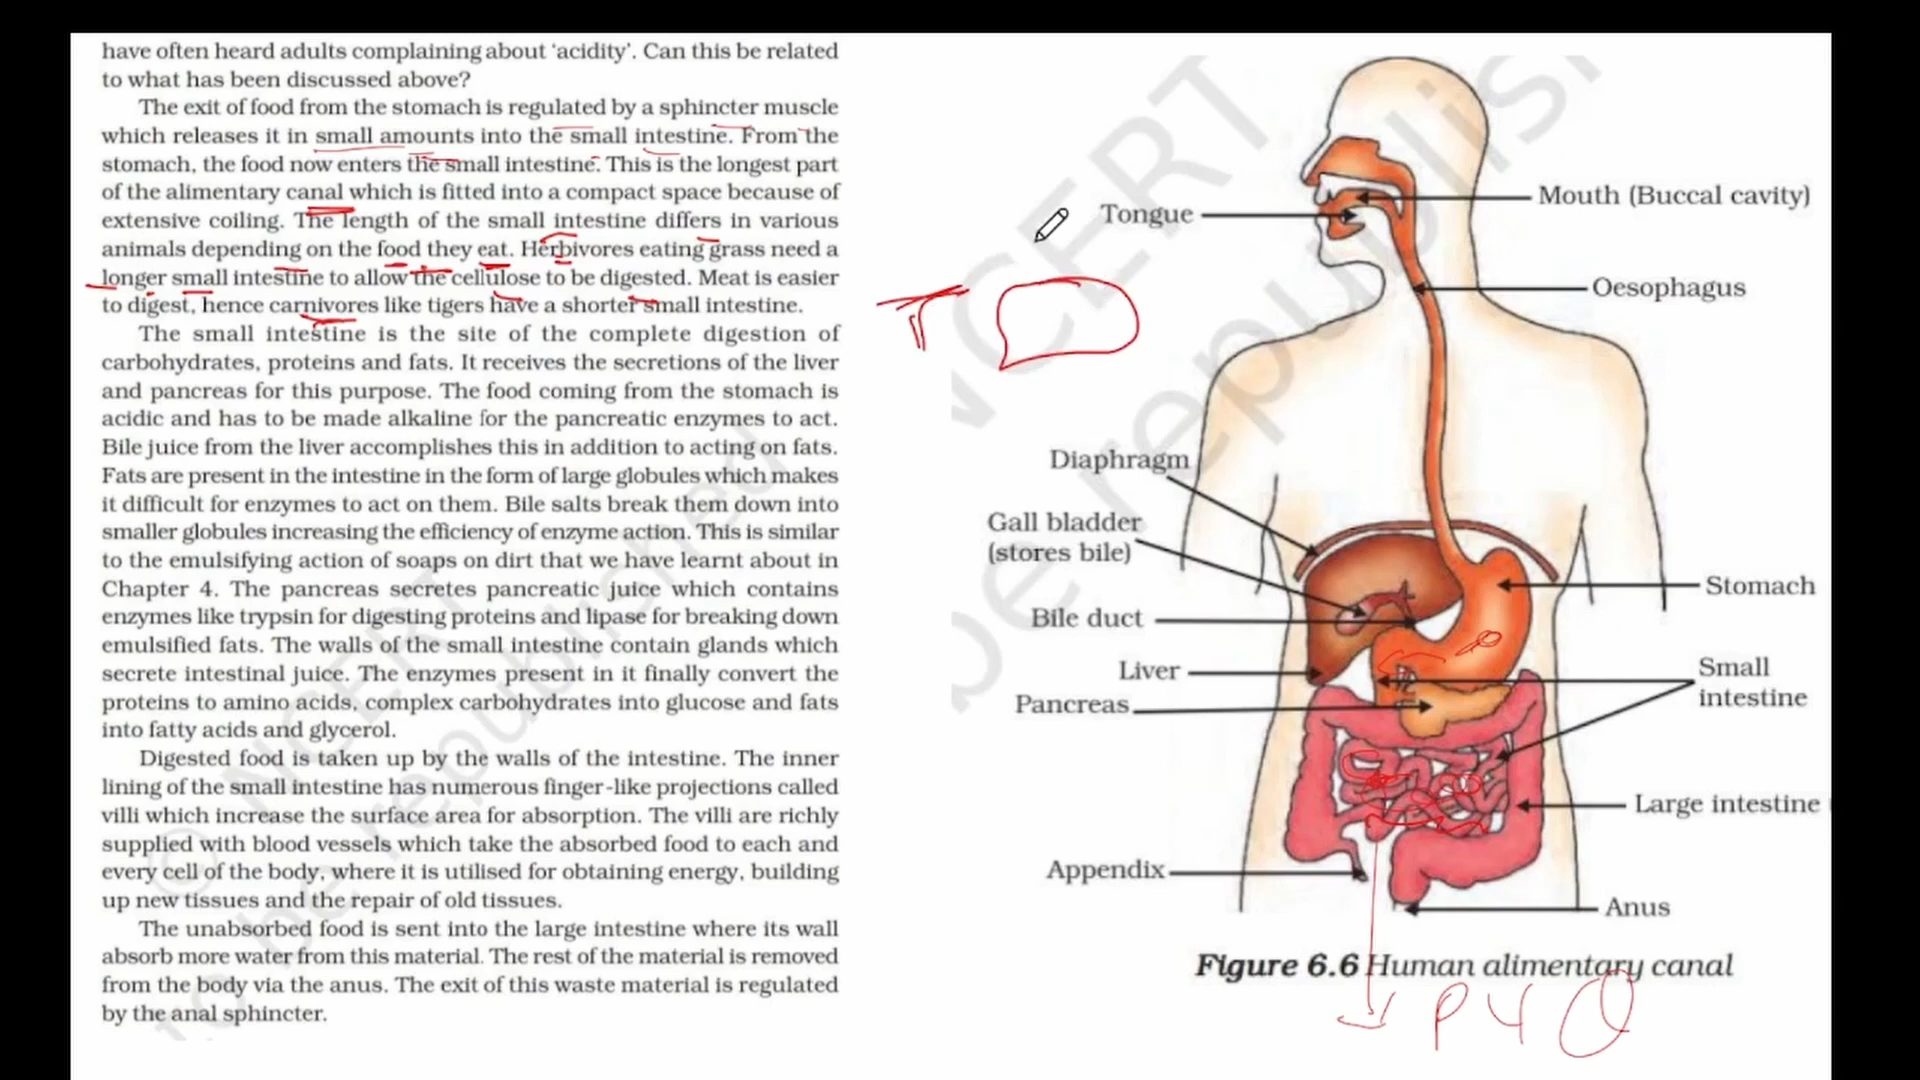 have often heard adults complaining about ‘acidity’. Can this be related
to what has been discussed above?
The exit of food from the stomach is regulated by a sphincter muscle
which releases it in small amounts into the small intestine. From the
stomach, the food now enters the small intestine. This is the longest part
of the alimentary canal which is fitted into a compact space because of
extensive coiling. The length of the small intestine differs in various
animals depending on the food they eat. Herbivores eating grass need a
longer small intestine to allow the cellulose to be digested. Meat is easier
to digest, hence carnivores like tigers have a shorter small intestine.
The small intestine is the site of the complete digestion of
carbohydrates, proteins and fats. It receives the secretions of the liver
and pancreas for this purpose. The food coming from the stomach is
acidic and has to be made alkaline for the pancreatic enzymes to act.
Bile juice from the liver accomplishes this in addition to acting on fats.
Fats are present in the intestine in the form of large globules which makes
it difficult for enzymes to act on them. Bile salts break them down into
smaller globules increasing the efficiency of enzyme action. This is similar
to the emulsifying action of soaps on dirt that we have learnt about in
Chapter 4. The pancreas secretes pancreatic juice which contains
enzymes like trypsin for digesting proteins and lipase for breaking down
emulsified fats. The walls of the small intestine contain glands which
secrete intestinal juice. The enzymes present in it finally convert the
proteins to amino acids, complex carbohydrates into glucose and fats
into fatty acids and glycerol.
Digested food is taken up by the walls of the intestine. The inner
lining of the small intestine has numerous finger-like projections called
villi which increase the surface area for absorption. The villi are richly
supplied with blood vessels which take the absorbed food to each and
every cell of the body, where it is utilised for obtaining energy, building
up new tissues and the repair of old tissues.
The unabsorbed food is sent into the large intestine where its wall
absorb more water from this material. The rest of the material is removed
from the body via the anus. The exit of this waste material is regulated
by the anal sphincter.
© NCERT
to be republished
NCERT
be republish
Mouth (Buccal cavity)
Tongue
Oesophagus
Diaphragm
Gall bladder
(stores bile)
Stomach
Bile duct
Liver
Small
intestine
Pancreas
Large intestine
Appendix
Anus
Figure 6.6 Human alimentary canal
PYQ